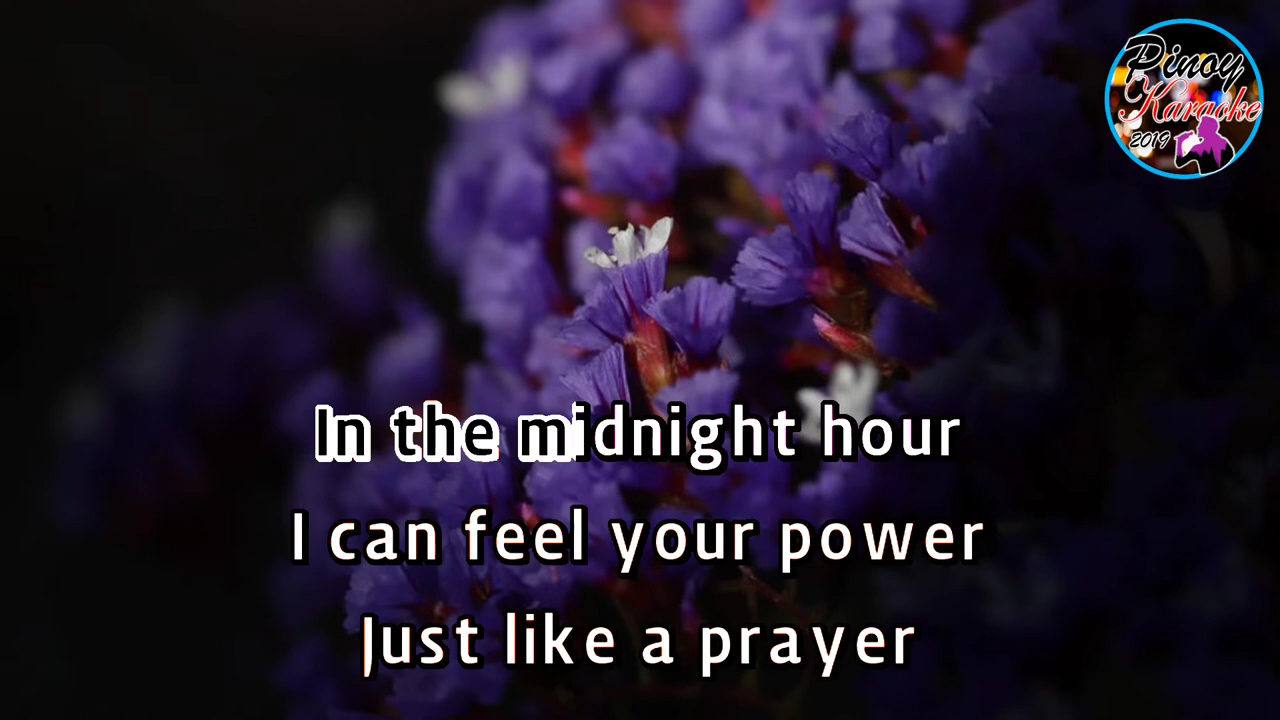 Pinoy
Karaoke
2019
In the midnight hour
I can feel your power
Just like a prayer